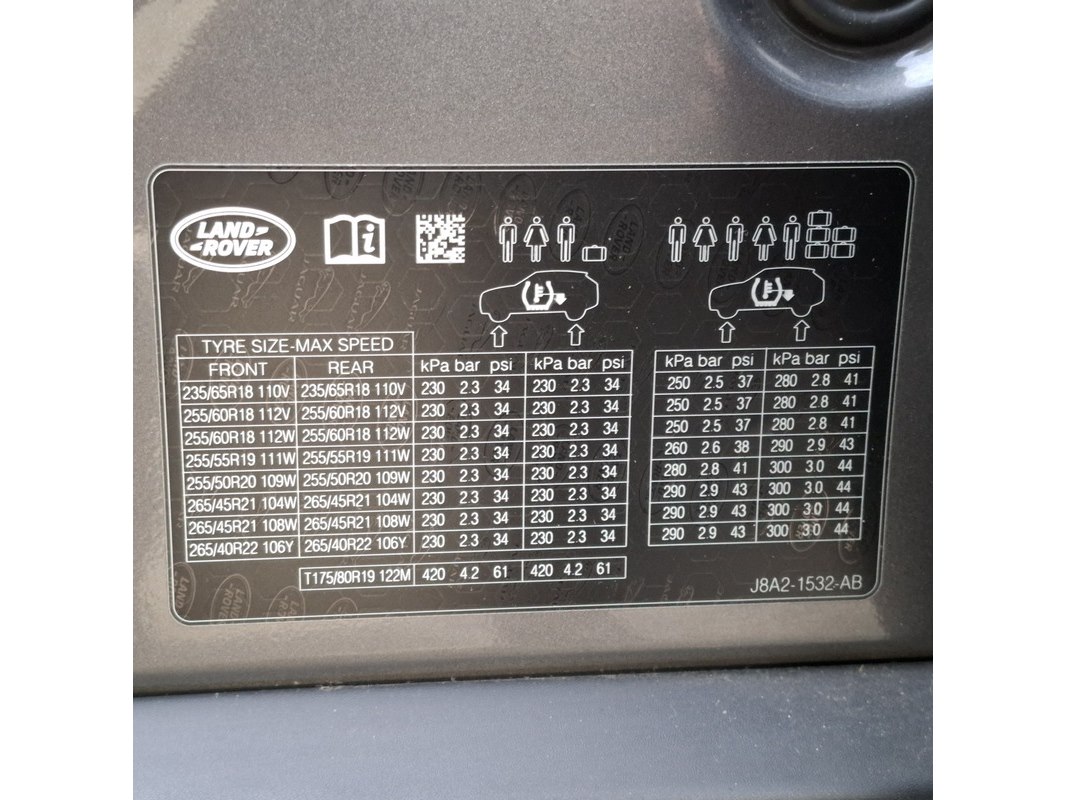 LAND-
-ROVER
i
TYRE SIZE-MAX SPEED
FRONT REAR kPa bar psi kPa bar psi kPa bar psi kPa bar psi
235/65R18 110V 235/65R18 110V 230 2.3 34 230 2.3 34 250 2.5 37 280 2.8 41
255/60R18 112V 255/60R18 112V 230 2.3 34 230 2.3 34 250 2.5 37 280 2.8 41
255/60R18 112W 255/60R18 112W 230 2.3 34 230 2.3 34 250 2.5 37 280 2.8 41
255/55R19 111W 255/55R19 111W 230 2.3 34 230 2.3 34 260 2.6 38 290 2.9 43
255/50R20 109W 255/50R20 109W 230 2.3 34 230 2.3 34 280 2.8 41 300 3.0 44
265/45R21 104W 265/45R21 104W 230 2.3 34 230 2.3 34 290 2.9 43 300 3.0 44
265/45R21 108W 265/45R21 108W 230 2.3 34 230 2.3 34 290 2.9 43 300 3.0 44
265/40R22 106Y 265/40R22 106Y 230 2.3 34 230 2.3 34 290 2.9 43 300 3.0 44
T175/80R19 122M 420 4.2 61 420 4.2 61
J8A2-1532-AB